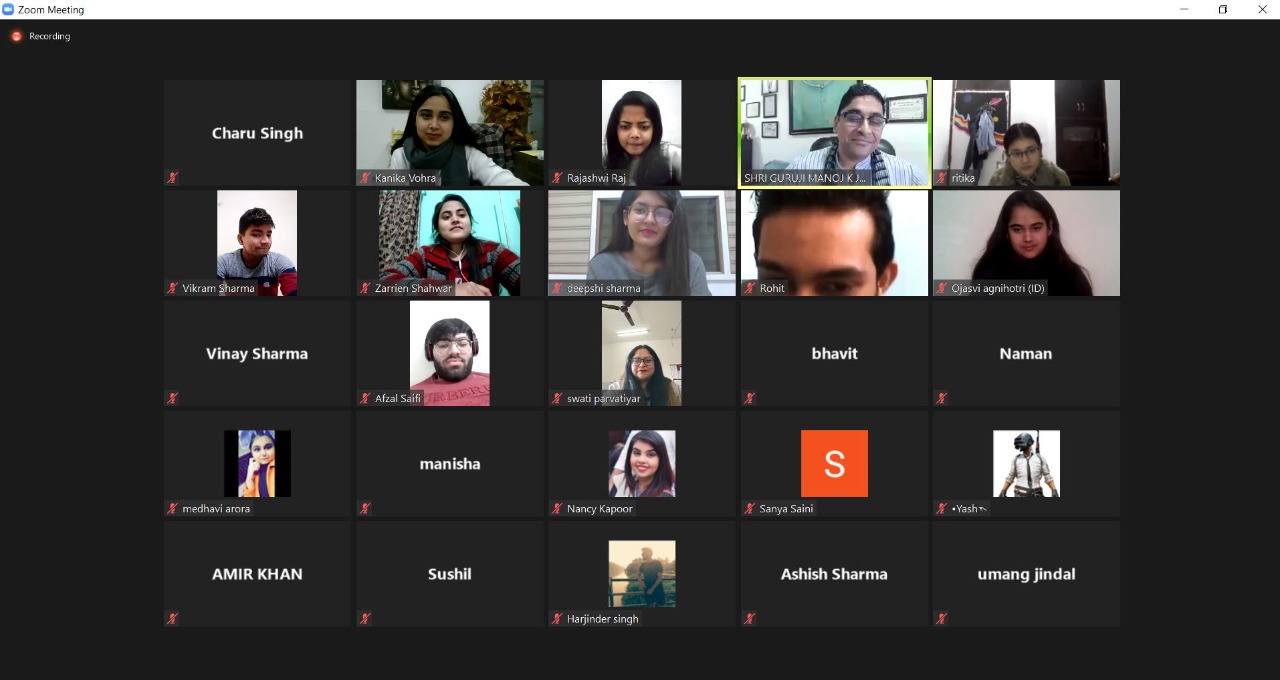 Zoom Meeting
Recording
Charu Singh
Kanika Vohra
Rajashwi Raj
SHRI GURUJI MANOJ K J...
ritika
Vikram Sharma
Zarrien Shahwar
deepshi sharma
Rohit
Ojasvi agnihotri (ID)
Vinay Sharma
Afzal Saifi
swati parvatiyar
bhavit
Naman
medhavi arora
manisha
Nancy Kapoor
S
Sanya Saini
•Yash
AMIR KHAN
Sushil
Harjinder singh
Ashish Sharma
umang jindal